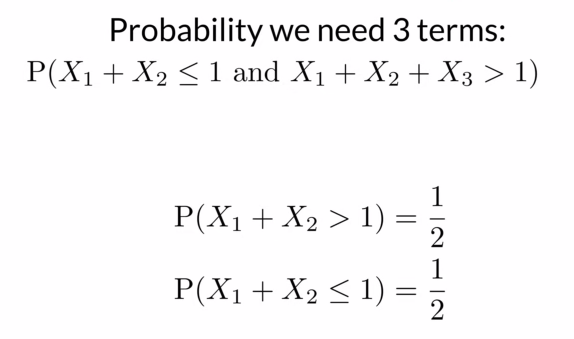 Probability we need 3 terms:
P(X₁ + X₂ ≤ 1 and X₁ + X₂ + X₃ > 1)
P(X₁ + X₂ > 1) = 1/2
P(X₁ + X₂ ≤ 1) = 1/2